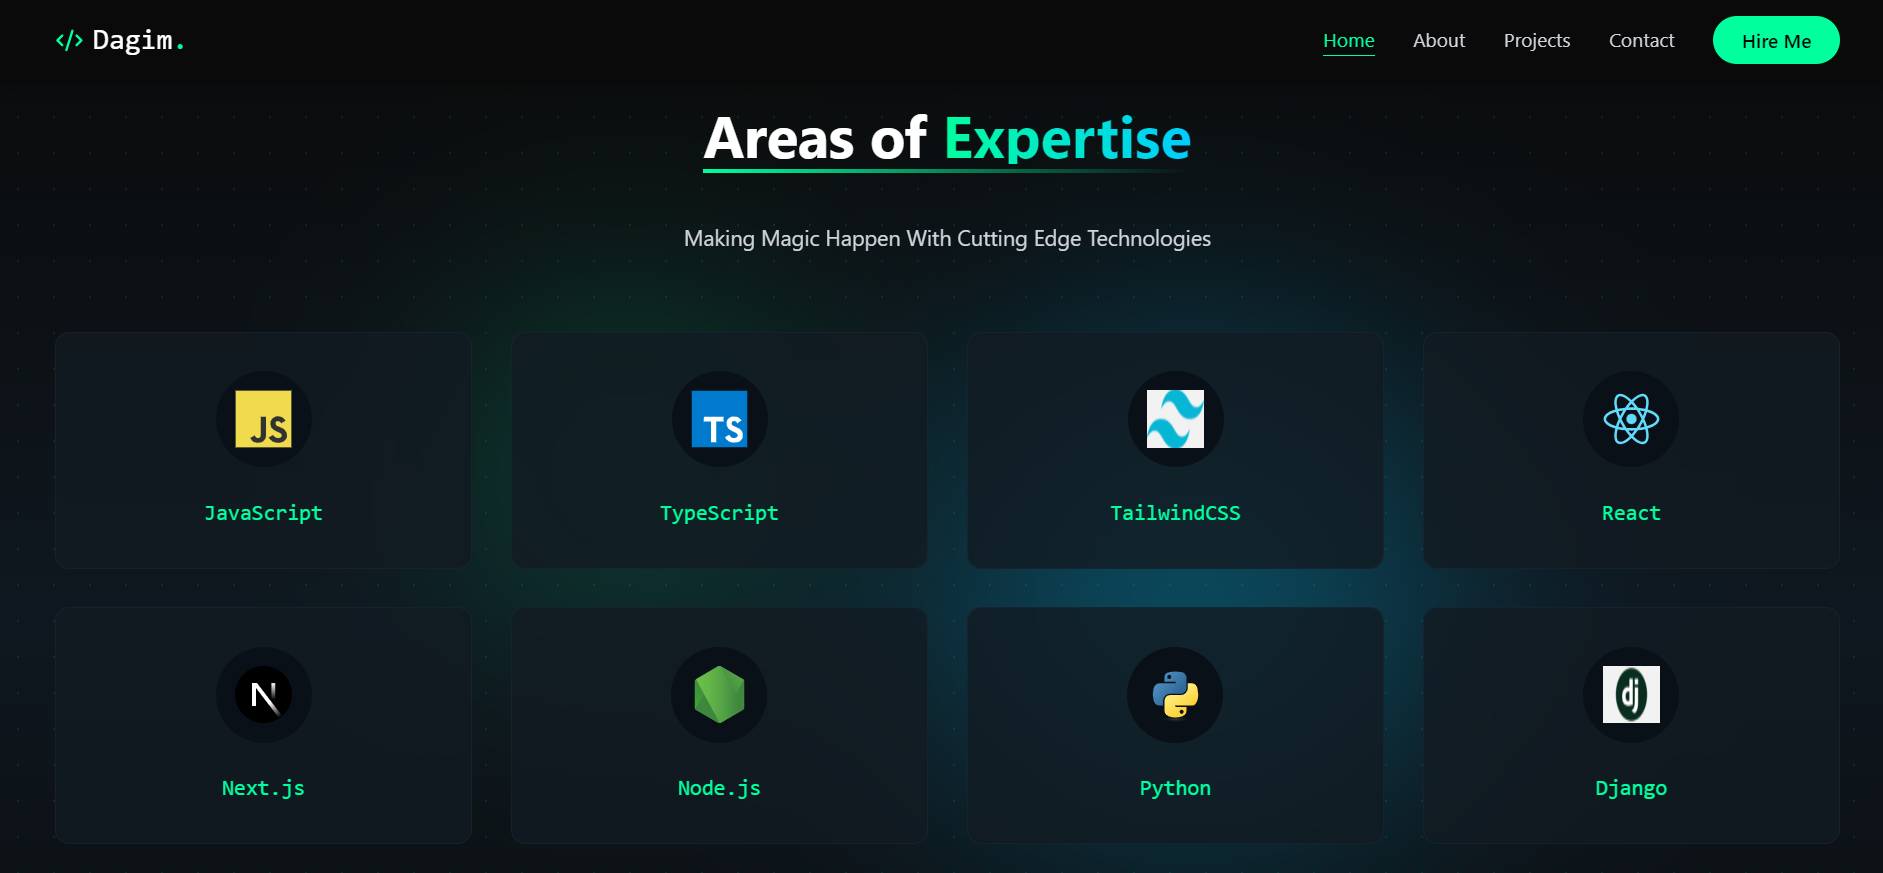 </> Dagim.
Home About Projects Contact Hire Me
Areas of Expertise
Making Magic Happen With Cutting Edge Technologies
JS TS
JavaScript TypeScript TailwindCSS React
N dj
Next.js Node.js Python Django